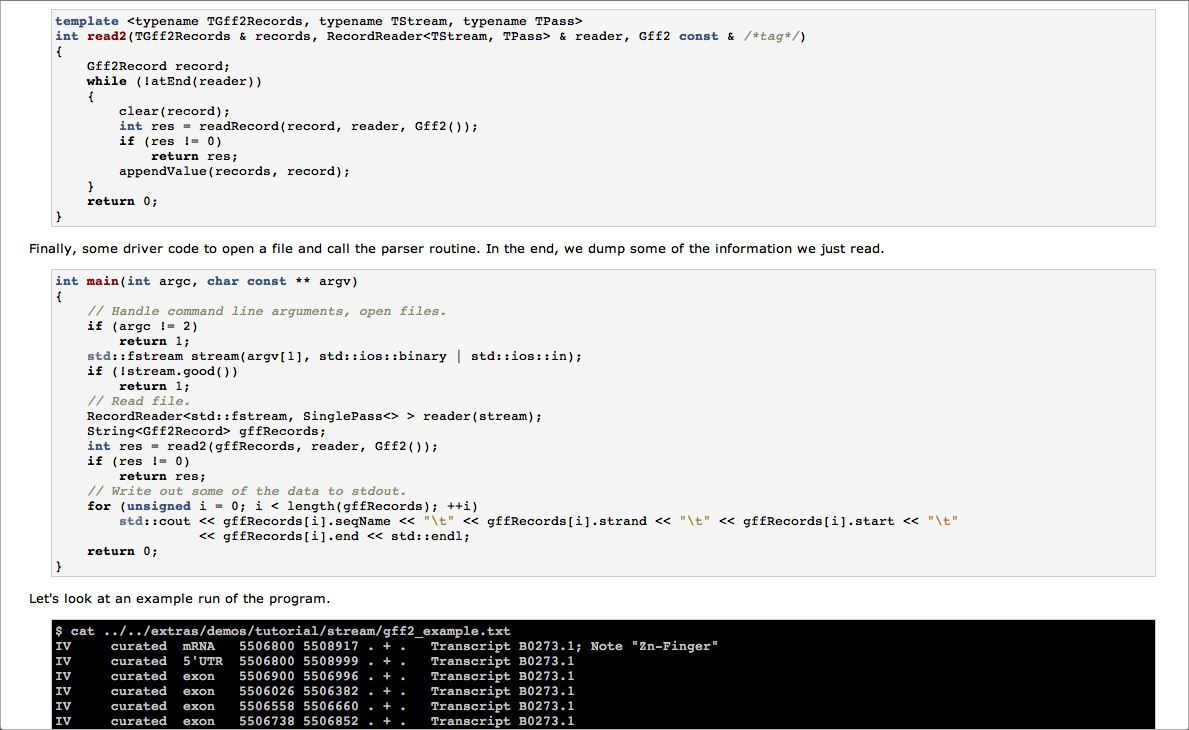 template <typename TGff2Records, typename TStream, typename TPass>
int read2(TGff2Records & records, RecordReader<TStream, TPass> & reader, Gff2 const & /*tag*/)
{
    Gff2Record record;
    while (!atEnd(reader))
    {
        clear(record);
        int res = readRecord(record, reader, Gff2());
        if (res != 0)
            return res;
        appendValue(records, record);
    }
    return 0;
}
Finally, some driver code to open a file and call the parser routine. In the end, we dump some of the information we just read.
int main(int argc, char const ** argv)
{
    // Handle command line arguments, open files.
    if (argc != 2)
        return 1;
    std::fstream stream(argv[1], std::ios::binary | std::ios::in);
    if (!stream.good())
        return 1;
    // Read file.
    RecordReader<std::fstream, SinglePass<> > reader(stream);
    String<Gff2Record> gffRecords;
    int res = read2(gffRecords, reader, Gff2());
    if (res != 0)
        return res;
    // Write out some of the data to stdout.
    for (unsigned i = 0; i < length(gffRecords); ++i)
        std::cout << gffRecords[i].seqName << "\t" << gffRecords[i].strand << "\t" << gffRecords[i].start << "\t"
                  << gffRecords[i].end << std::endl;
    return 0;
}
Let's look at an example run of the program.
$ cat ../../extras/demos/tutorial/stream/gff2_example.txt
IV     curated  mRNA   5506800 5508917 . + .   Transcript B0273.1; Note "Zn-Finger"
IV     curated  5'UTR  5506800 5508999 . + .   Transcript B0273.1
IV     curated  exon   5506900 5506996 . + .   Transcript B0273.1
IV     curated  exon   5506026 5506382 . + .   Transcript B0273.1
IV     curated  exon   5506558 5506660 . + .   Transcript B0273.1
IV     curated  exon   5506738 5506852 . + .   Transcript B0273.1